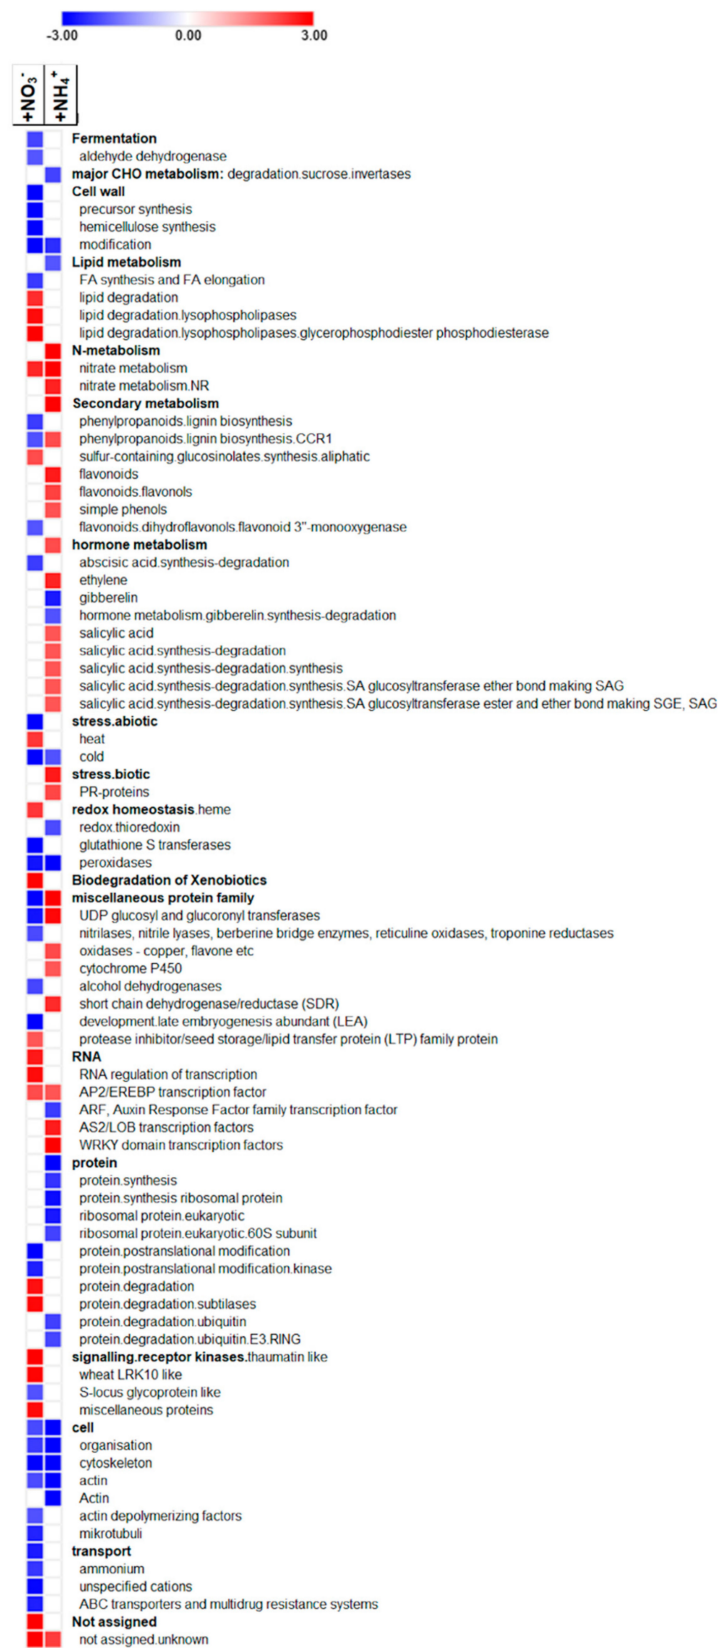 -3.00 0.00 3.00
+NO₃⁻ +NH₄⁺
Fermentation
aldehyde dehydrogenase
major CHO metabolism: degradation.sucrose.invertases
Cell wall
precursor synthesis
hemicellulose synthesis
modification
Lipid metabolism
FA synthesis and FA elongation
lipid degradation
lipid degradation.lysophospholipases
lipid degradation.lysophospholipases.glycerophosphodiester phosphodiesterase
N-metabolism
nitrate metabolism
nitrate metabolism.NR
Secondary metabolism
phenylpropanoids.lignin biosynthesis
phenylpropanoids.lignin biosynthesis.CCR1
sulfur-containing.glucosinolates.synthesis.aliphatic
flavonoids
flavonoids.flavonols
simple phenols
flavonoids.dihydroflavonols.flavonoid 3"-monooxygenase
hormone metabolism
abscisic acid.synthesis-degradation
ethylene
gibberelin
hormone metabolism.gibberelin.synthesis-degradation
salicylic acid
salicylic acid.synthesis-degradation
salicylic acid.synthesis-degradation.synthesis
salicylic acid.synthesis-degradation.synthesis.SA glucosyltransferase ether bond making SAG
salicylic acid.synthesis-degradation.synthesis.SA glucosyltransferase ester and ether bond making SGE, SAG
stress.abiotic
heat
cold
stress.biotic
PR-proteins
redox homeostasis.heme
redox.thioredoxin
glutathione S transferases
peroxidases
Biodegradation of Xenobiotics
miscellaneous protein family
UDP glucosyl and glucoronyl transferases
nitrilases, nitrile lyases, berberine bridge enzymes, reticuline oxidases, troponine reductases
oxidases - copper, flavone etc
cytochrome P450
alcohol dehydrogenases
short chain dehydrogenase/reductase (SDR)
development.late embryogenesis abundant (LEA)
protease inhibitor/seed storage/lipid transfer protein (LTP) family protein
RNA
RNA regulation of transcription
AP2/EREBP transcription factor
ARF, Auxin Response Factor family transcription factor
AS2/LOB transcription factors
WRKY domain transcription factors
protein
protein.synthesis
protein.synthesis ribosomal protein
ribosomal protein.eukaryotic
ribosomal protein.eukaryotic.60S subunit
protein.postranslational modification
protein.postranslational modification.kinase
protein.degradation
protein.degradation.subtilases
protein.degradation.ubiquitin
protein.degradation.ubiquitin.E3.RING
signalling.receptor kinases.thaumatin like
wheat LRK10 like
S-locus glycoprotein like
miscellaneous proteins
cell
organisation
cytoskeleton
actin
Actin
actin depolymerizing factors
mikrotubuli
transport
ammonium
unspecified cations
ABC transporters and multidrug resistance systems
Not assigned
not assigned.unknown